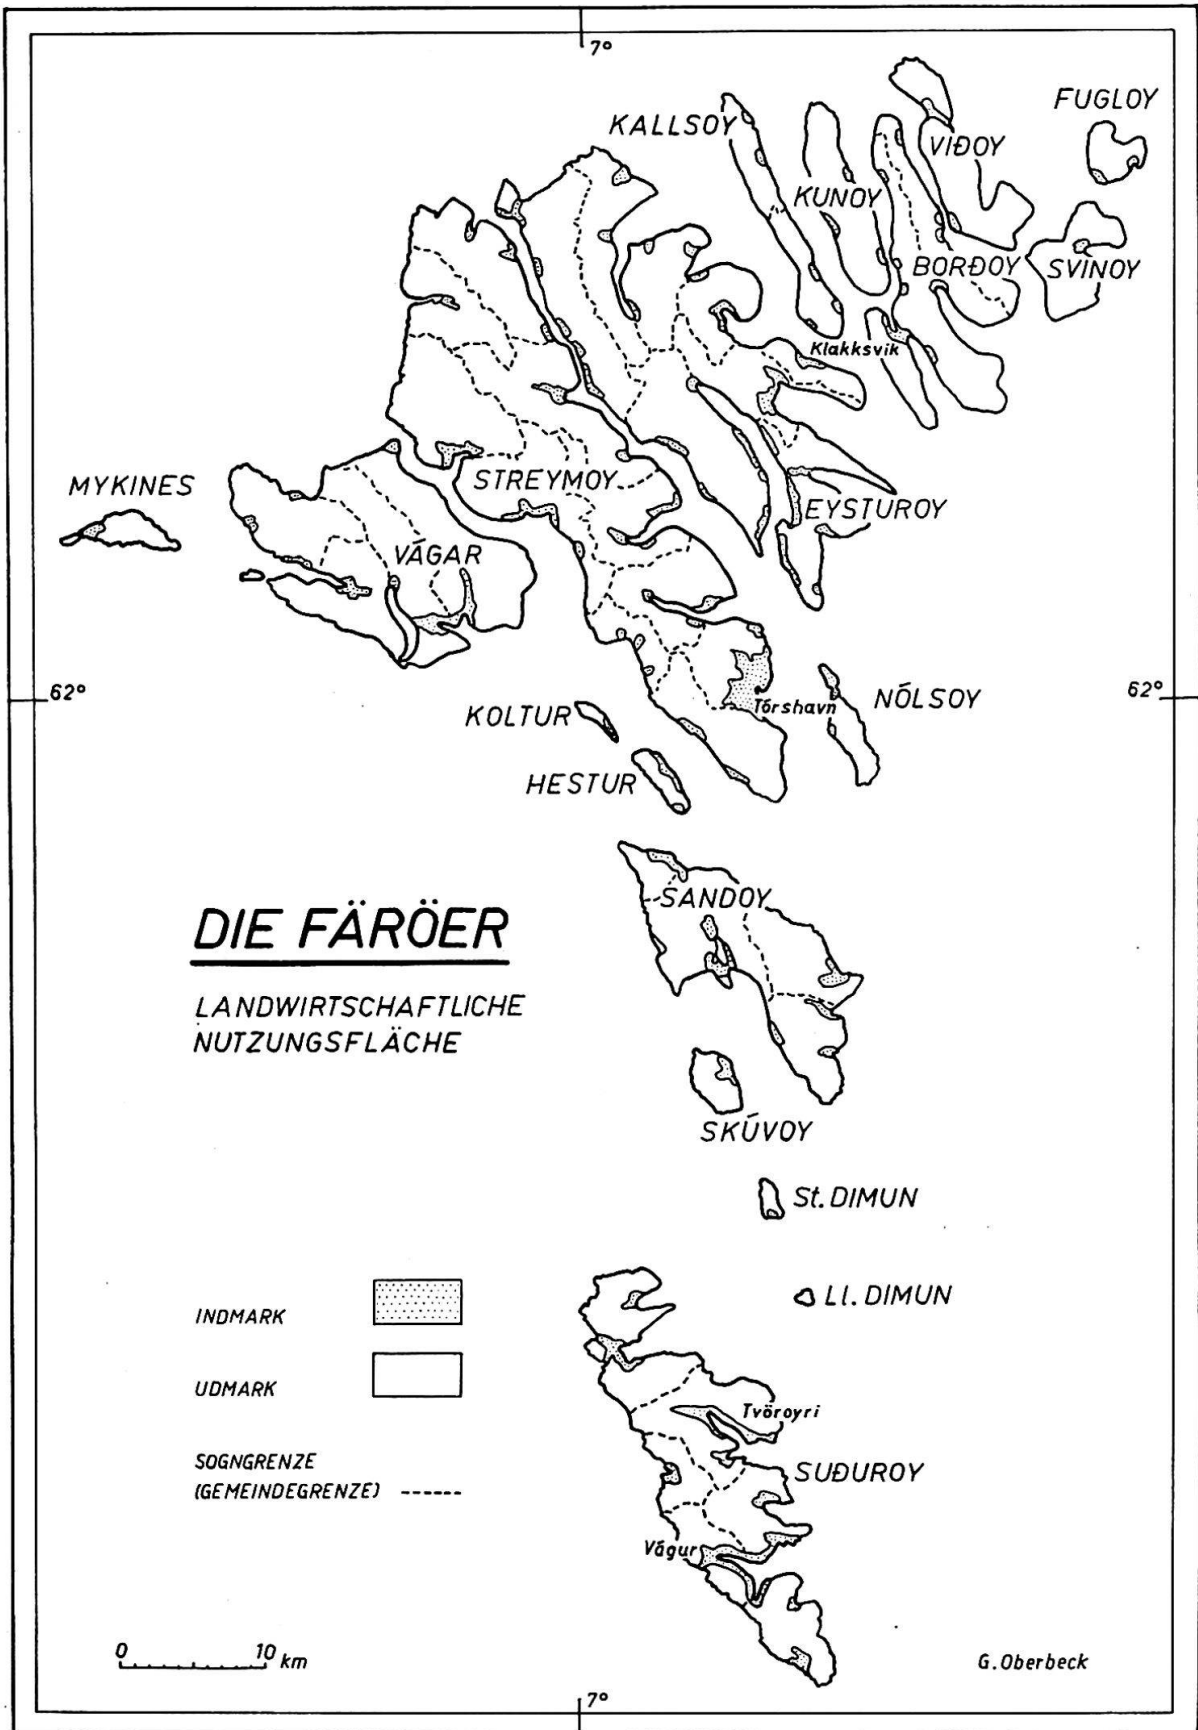 7°
FUGLOY
KALLSOY
VIÐOY
KUNOY
BORÐOY
SVINOY
Klakksvik
MYKINES
STREYMOY
EYSTUROY
VÁGAR
62°
62°
NÓLSOY
KOLTUR
Tórshavn
HESTUR
SANDOY
DIE FÄRÖER
LANDWIRTSCHAFTLICHE
NUTZUNGSFLÄCHE
SKÚVOY
St. DIMUN
Ll. DIMUN
INDMARK
UDMARK
Tvöroyri
SOGNGRENZE
(GEMEINDEGRENZE)
SUÐUROY
Vágur
0 10 km
G. Oberbeck
7°